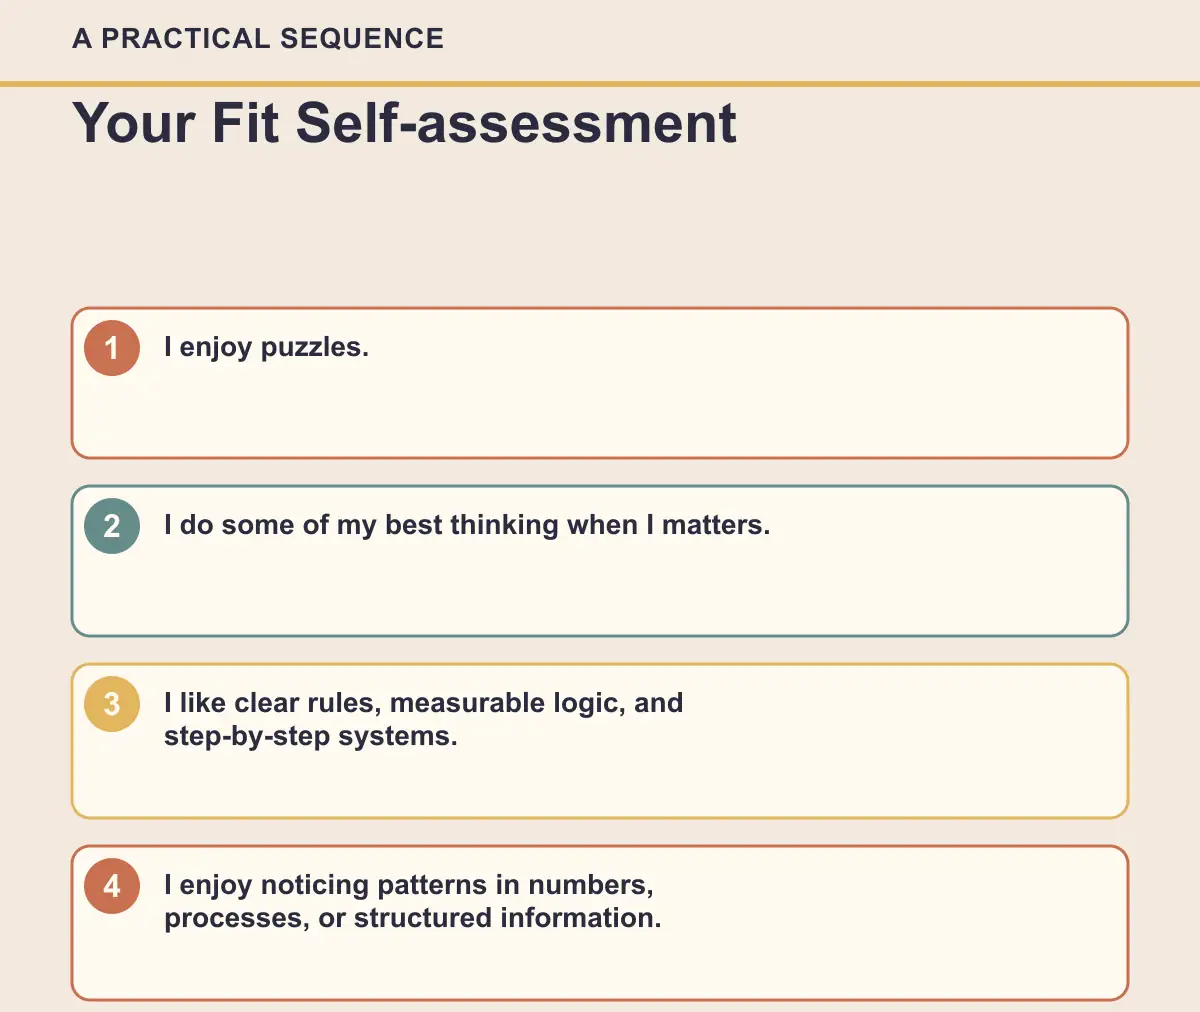 A PRACTICAL SEQUENCE
Your Fit Self-assessment
1
I enjoy puzzles.
2
I do some of my best thinking when I matters.
3
I like clear rules, measurable logic, and
step-by-step systems.
4
I enjoy noticing patterns in numbers,
processes, or structured information.